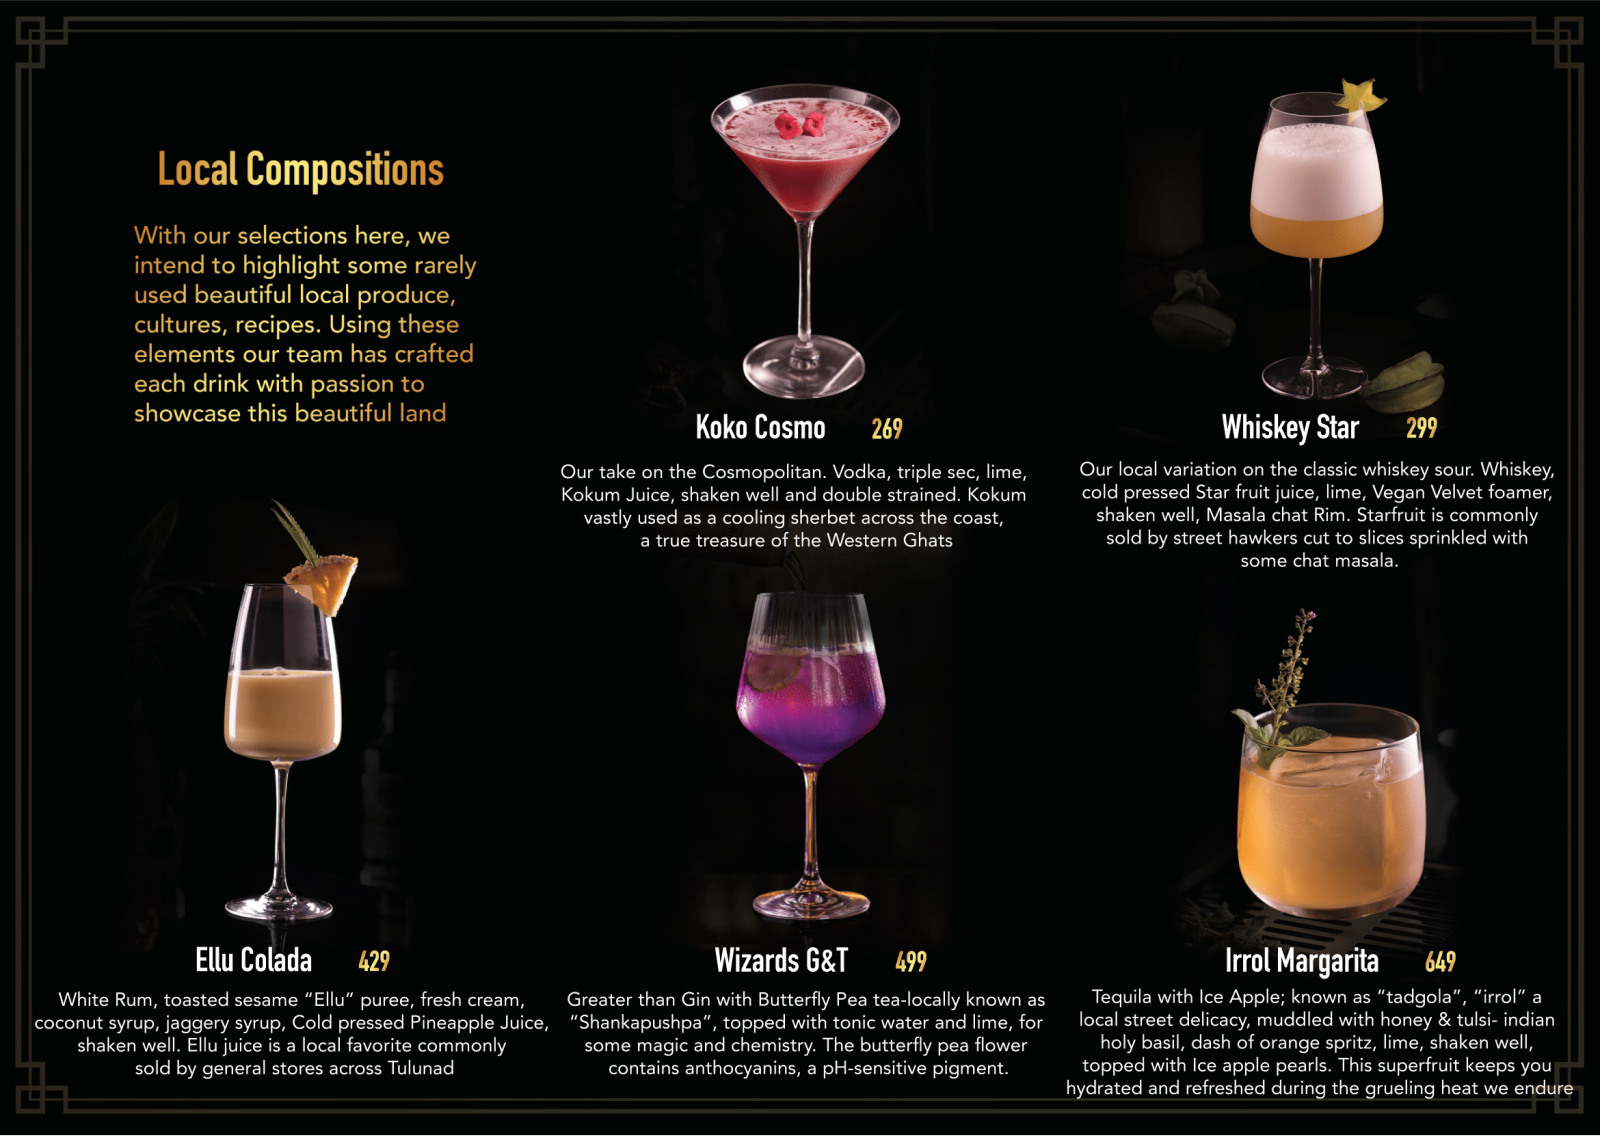 Local Compositions
With our selections here, we
intend to highlight some rarely
used beautiful local produce,
cultures, recipes. Using these
elements our team has crafted
each drink with passion to
showcase this beautiful land
Koko Cosmo 269
Our take on the Cosmopolitan. Vodka, triple sec, lime,
Kokum Juice, shaken well and double strained. Kokum
vastly used as a cooling sherbet across the coast,
a true treasure of the Western Ghats
Whiskey Star 299
Our local variation on the classic whiskey sour. Whiskey,
cold pressed Star fruit juice, lime, Vegan Velvet foamer,
shaken well, Masala chat Rim. Starfruit is commonly
sold by street hawkers cut to slices sprinkled with
some chat masala.
Ellu Colada 429
White Rum, toasted sesame “Ellu” puree, fresh cream,
coconut syrup, jaggery syrup, Cold pressed Pineapple Juice,
shaken well. Ellu juice is a local favorite commonly
sold by general stores across Tulunad
Wizards G&T 499
Greater than Gin with Butterfly Pea tea-locally known as
“Shankapushpa”, topped with tonic water and lime, for
some magic and chemistry. The butterfly pea flower
contains anthocyanins, a pH-sensitive pigment.
Irrol Margarita 649
Tequila with Ice Apple; known as “tadgola”, “irrol” a
local street delicacy, muddled with honey & tulsi- indian
holy basil, dash of orange spritz, lime, shaken well,
topped with Ice apple pearls. This superfruit keeps you
hydrated and refreshed during the grueling heat we endure